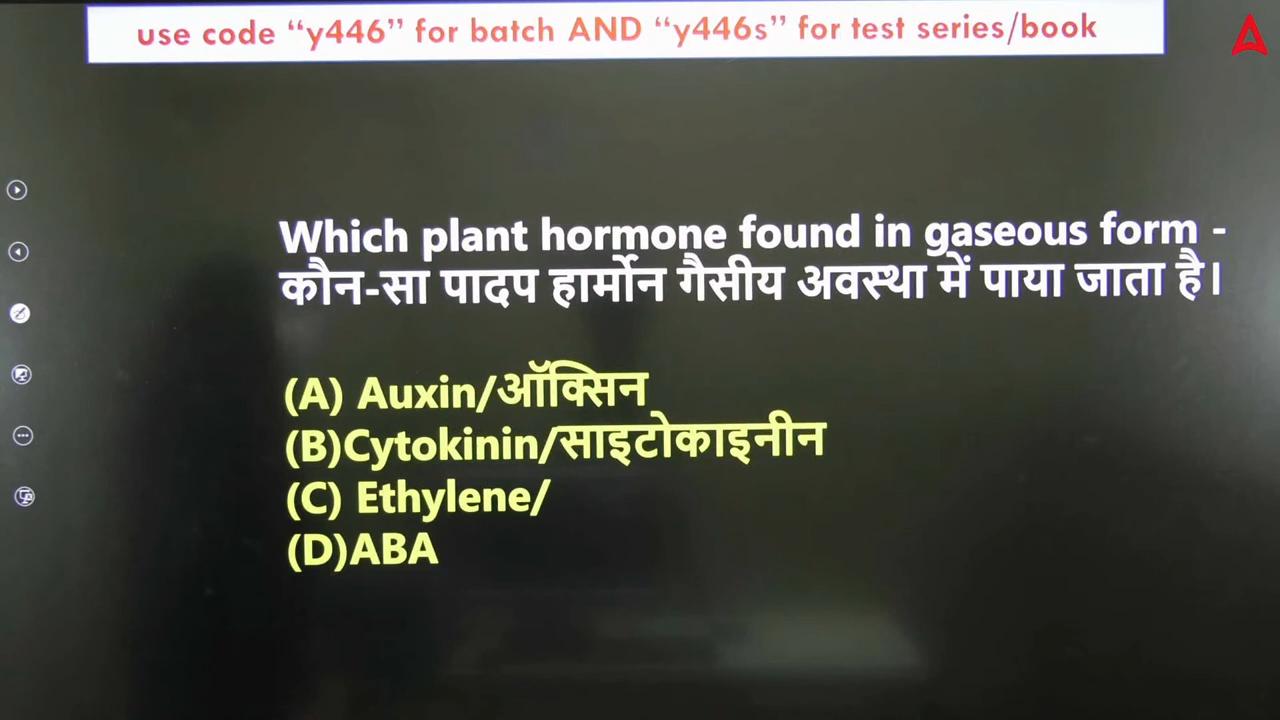 use code “y446” for batch AND “y446s” for test series/book
Which plant hormone found in gaseous form -
कौन-सा पादप हार्मोन गैसीय अवस्था में पाया जाता है।
(A) Auxin/ऑक्सिन
(B)Cytokinin/साइटोकाइनीन
(C) Ethylene/
(D)ABA